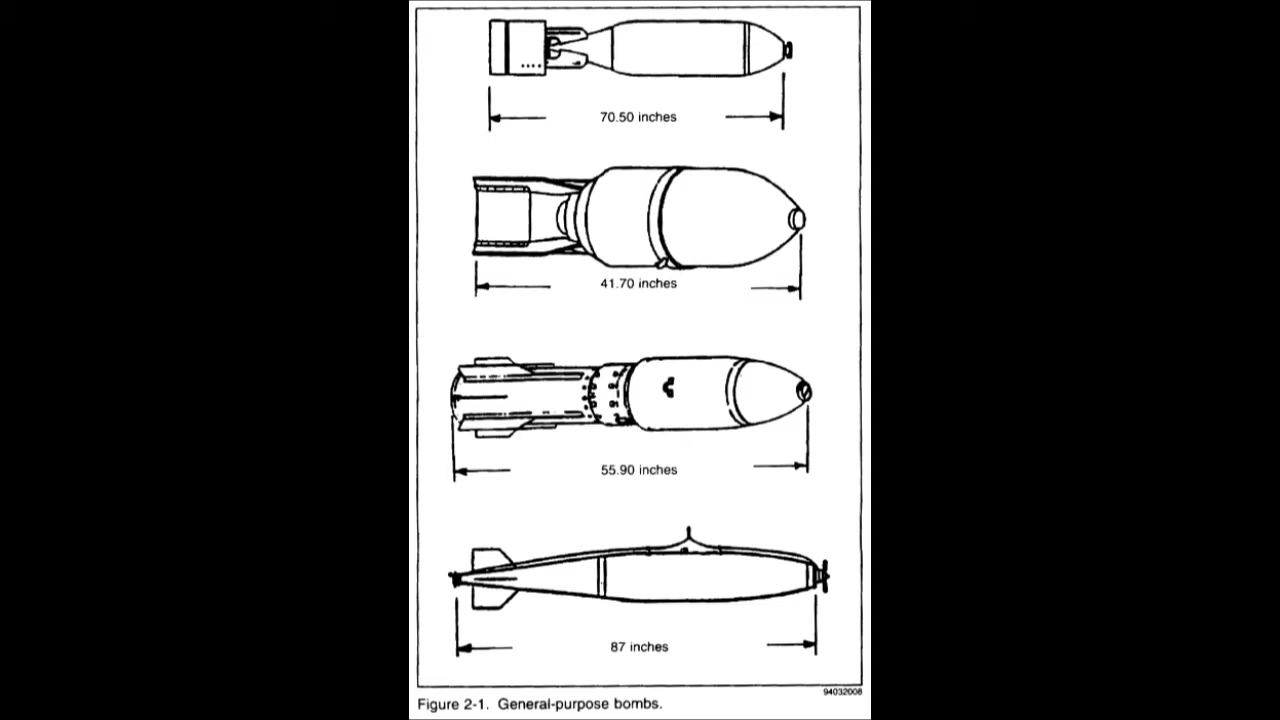 70.50 inches
41.70 inches
55.90 inches
87 inches
94032008
Figure 2-1. General-purpose bombs.